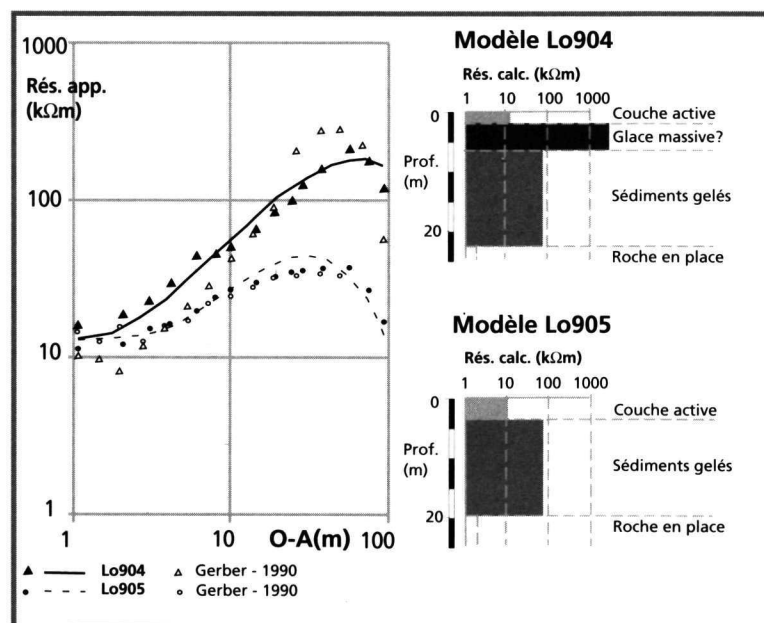 1000
Rés. app.
(kΩm)
100
10
1
1
10
O-A(m)
100
Lo904
Gerber - 1990
Lo905
Gerber - 1990
Modèle Lo904
Rés. calc. (kΩm)
1 10 100 1000
0
Prof.
(m)
20
Couche active
Glace massive?
Sédiments gelés
Roche en place
Modèle Lo905
Rés. calc. (kΩm)
1 10 100 1000
0
Prof.
(m)
20
Couche active
Sédiments gelés
Roche en place